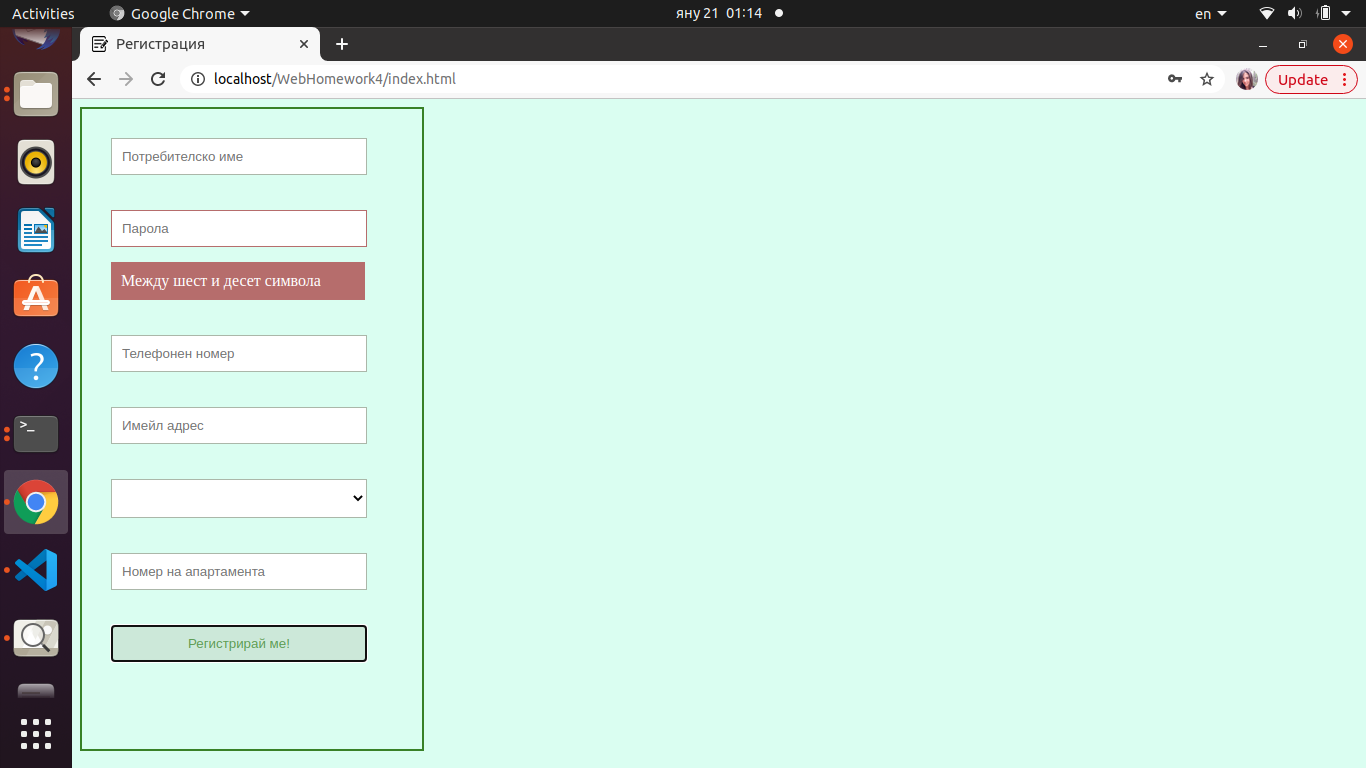 Activities
Google Chrome
яну 21 01:14
en
Регистрация
localhost/WebHomework4/index.html
Update
Потребителско име
Парола
Между шест и десет символа
Телефонен номер
Имейл адрес
Номер на апартамента
Регистрирай ме!